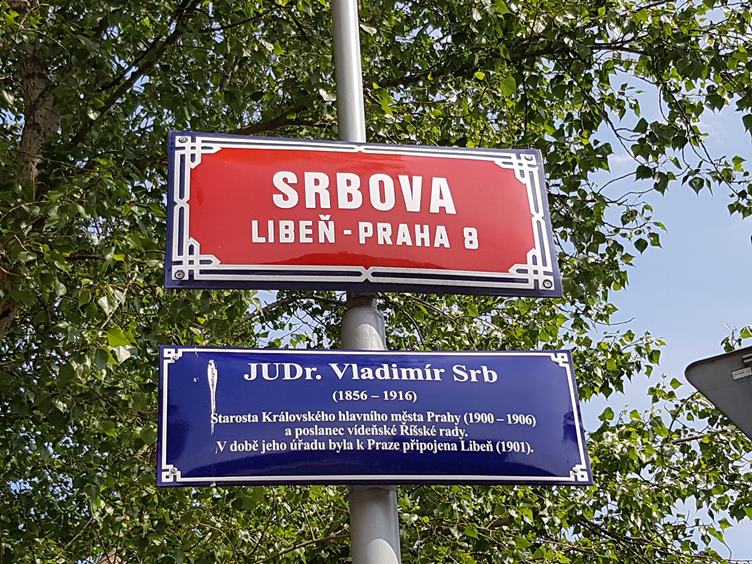 SRBOVA
LIBEŇ - PRAHA 8
JUDr. Vladimír Srb
(1856 – 1916)
Starosta Královského hlavního města Prahy (1900 – 1906)
a poslanec vídeňské Říšské rady.
V době jeho úřadu byla k Praze připojena Libeň (1901).